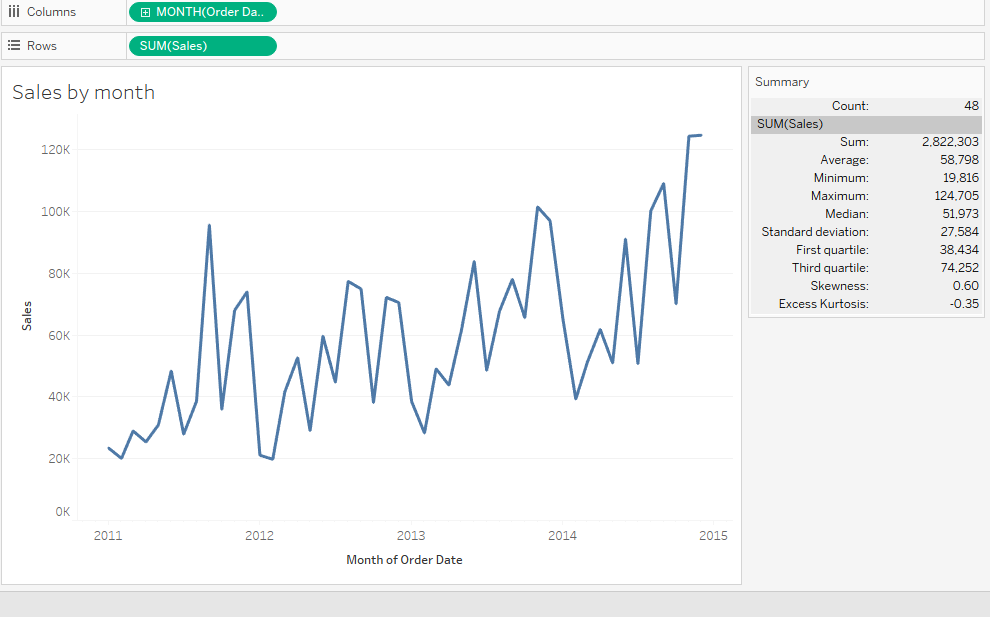 Columns
MONTH(Order Da..
Rows
SUM(Sales)
Sales by month
120K
100K
80K
60K
40K
20K
0K
Sales
2011 2012 2013 2014 2015
Month of Order Date
Summary
Count: 48
SUM(Sales)
Sum: 2,822,303
Average: 58,798
Minimum: 19,816
Maximum: 124,705
Median: 51,973
Standard deviation: 27,584
First quartile: 38,434
Third quartile: 74,252
Skewness: 0.60
Excess Kurtosis: -0.35